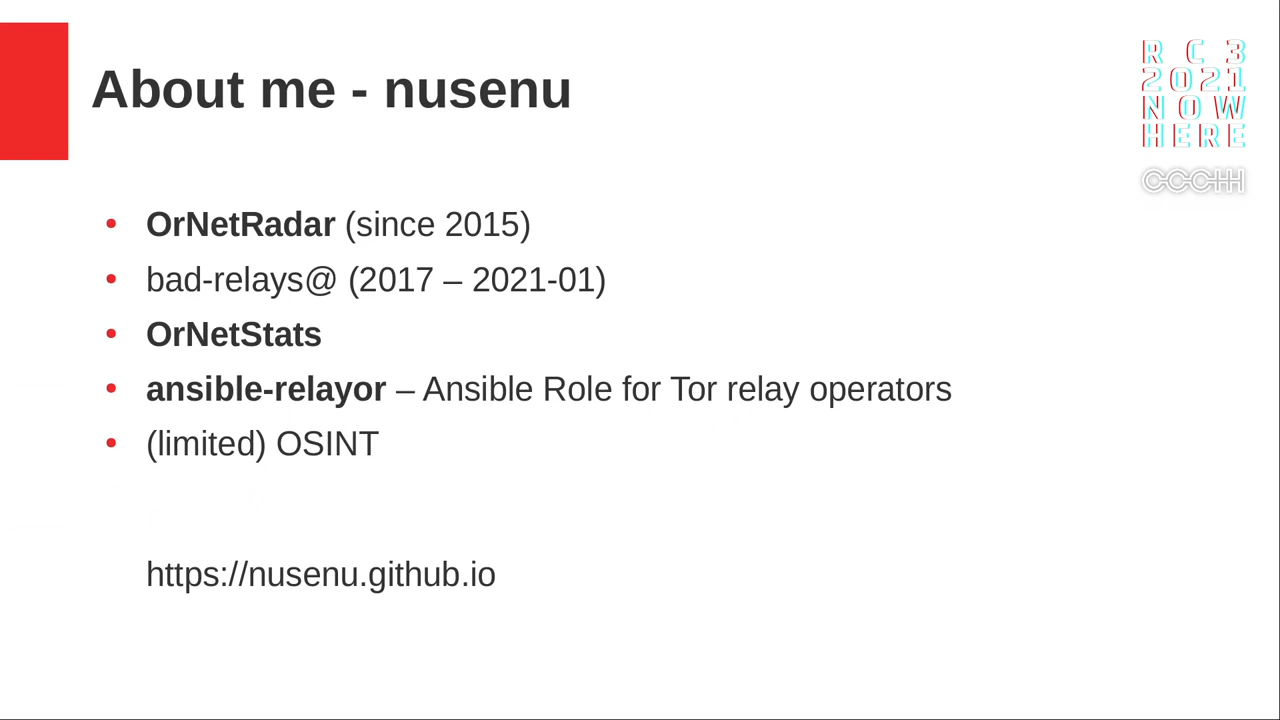 About me - nusenu
R C 3
2021
NOW
HERE
CCCHH
• OrNetRadar (since 2015)
• bad-relays@ (2017 – 2021-01)
• OrNetStats
• ansible-relayor – Ansible Role for Tor relay operators
• (limited) OSINT
https://nusenu.github.io